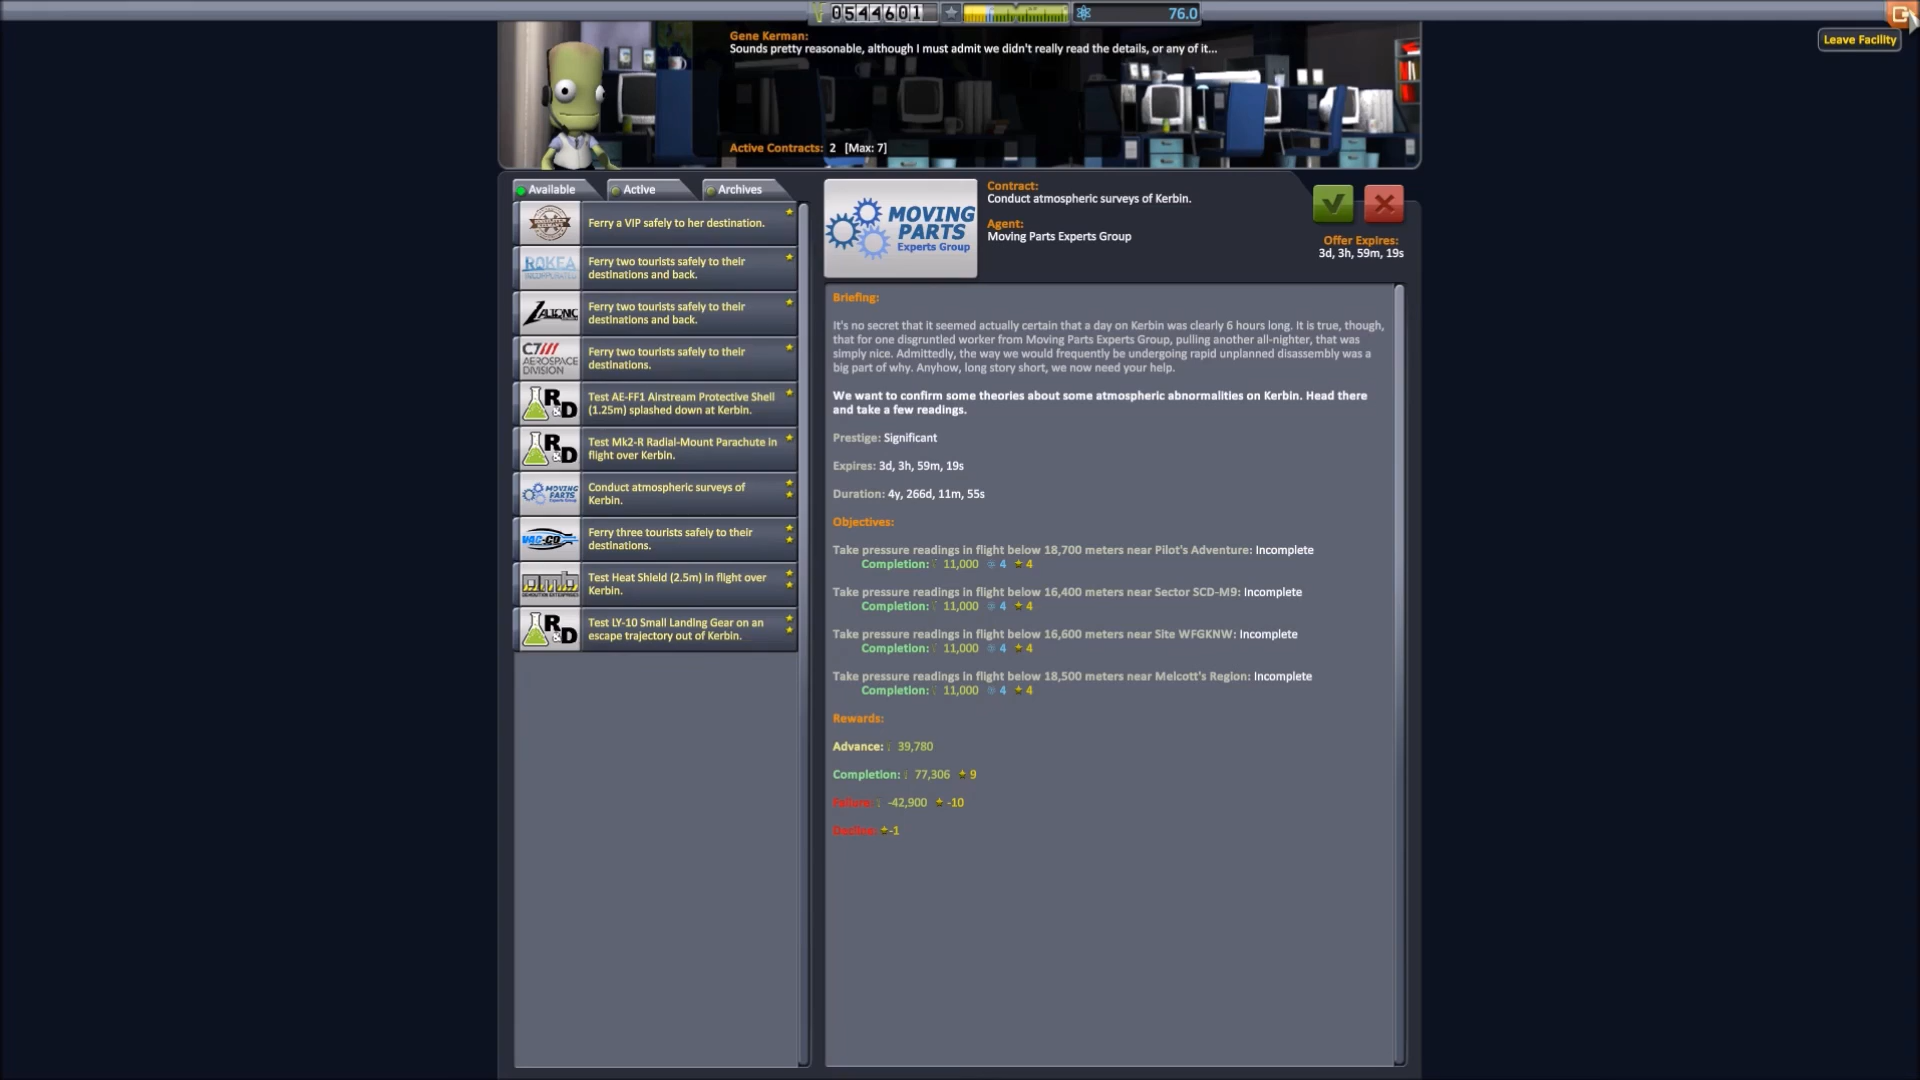 0544601
76.0
Leave Facility
Gene Kerman:
Sounds pretty reasonable, although I must admit we didn't really read the details, or any of it...
Active Contracts: 2 [Max: 7]
Available
Active
Archives
Ferry a VIP safely to her destination.
ROKEA
INCORPORATED
Ferry two tourists safely to their
destinations and back.
Ferry two tourists safely to their
destinations and back.
C7///
AEROSPACE
DIVISION
Ferry two tourists safely to their
destinations.
R&D
Test AE-FF1 Airstream Protective Shell
(1.25m) splashed down at Kerbin.
R&D
Test Mk2-R Radial-Mount Parachute in
flight over Kerbin.
MOVING
PARTS
Experts Group
Conduct atmospheric surveys of
Kerbin.
VAC-CO
Ferry three tourists safely to their
destinations.
Test Heat Shield (2.5m) in flight over
Kerbin.
R&D
Test LY-10 Small Landing Gear on an
escape trajectory out of Kerbin.
MOVING
PARTS
Experts Group
Contract:
Conduct atmospheric surveys of Kerbin.
Agent:
Moving Parts Experts Group
Offer Expires:
3d, 3h, 59m, 19s
Briefing:
It's no secret that it seemed actually certain that a day on Kerbin was clearly 6 hours long. It is true, though,
that for one disgruntled worker from Moving Parts Experts Group, pulling another all-nighter, that was
simply nice. Admittedly, the way we would frequently be undergoing rapid unplanned disassembly was a
big part of why. Anyhow, long story short, we now need your help.
We want to confirm some theories about some atmospheric abnormalities on Kerbin. Head there
and take a few readings.
Prestige: Significant
Expires: 3d, 3h, 59m, 19s
Duration: 4y, 266d, 11m, 55s
Objectives:
Take pressure readings in flight below 18,700 meters near Pilot's Adventure: Incomplete
Completion: 11,000 4 4
Take pressure readings in flight below 16,400 meters near Sector SCD-M9: Incomplete
Completion: 11,000 4 4
Take pressure readings in flight below 16,600 meters near Site WFGKNW: Incomplete
Completion: 11,000 4 4
Take pressure readings in flight below 18,500 meters near Melcott's Region: Incomplete
Completion: 11,000 4 4
Rewards:
Advance: 39,780
Completion: 77,306 9
Failure: -42,900 -10
Decline: -1